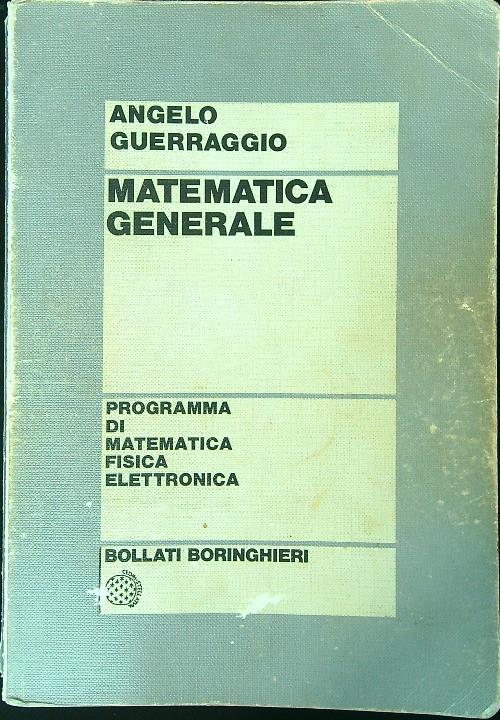 ANGELO
GUERRAGGIO
MATEMATICA
GENERALE
PROGRAMMA
DI
MATEMATICA
FISICA
ELETTRONICA
BOLLATI BORINGHIERI